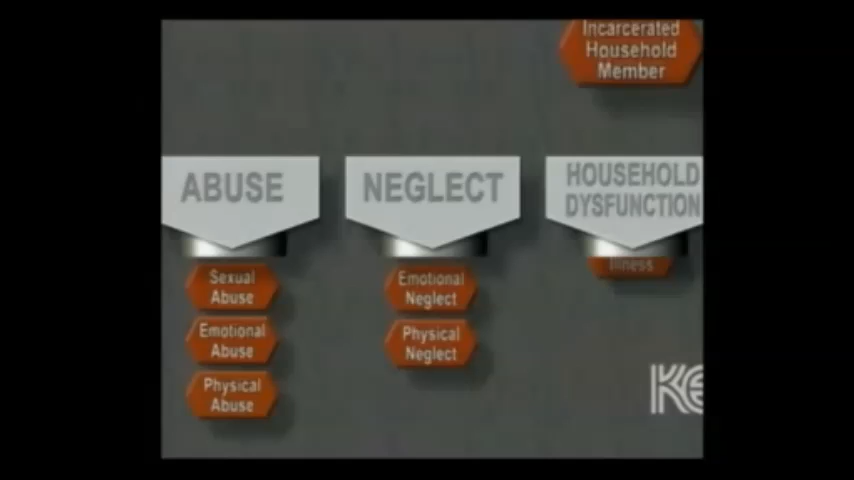 Incarcerated
Household
Member
ABUSE
NEGLECT
HOUSEHOLD
DYSFUNCTION
Sexual
Abuse
Emotional
Abuse
Physical
Abuse
Emotional
Neglect
Physical
Neglect
Illness